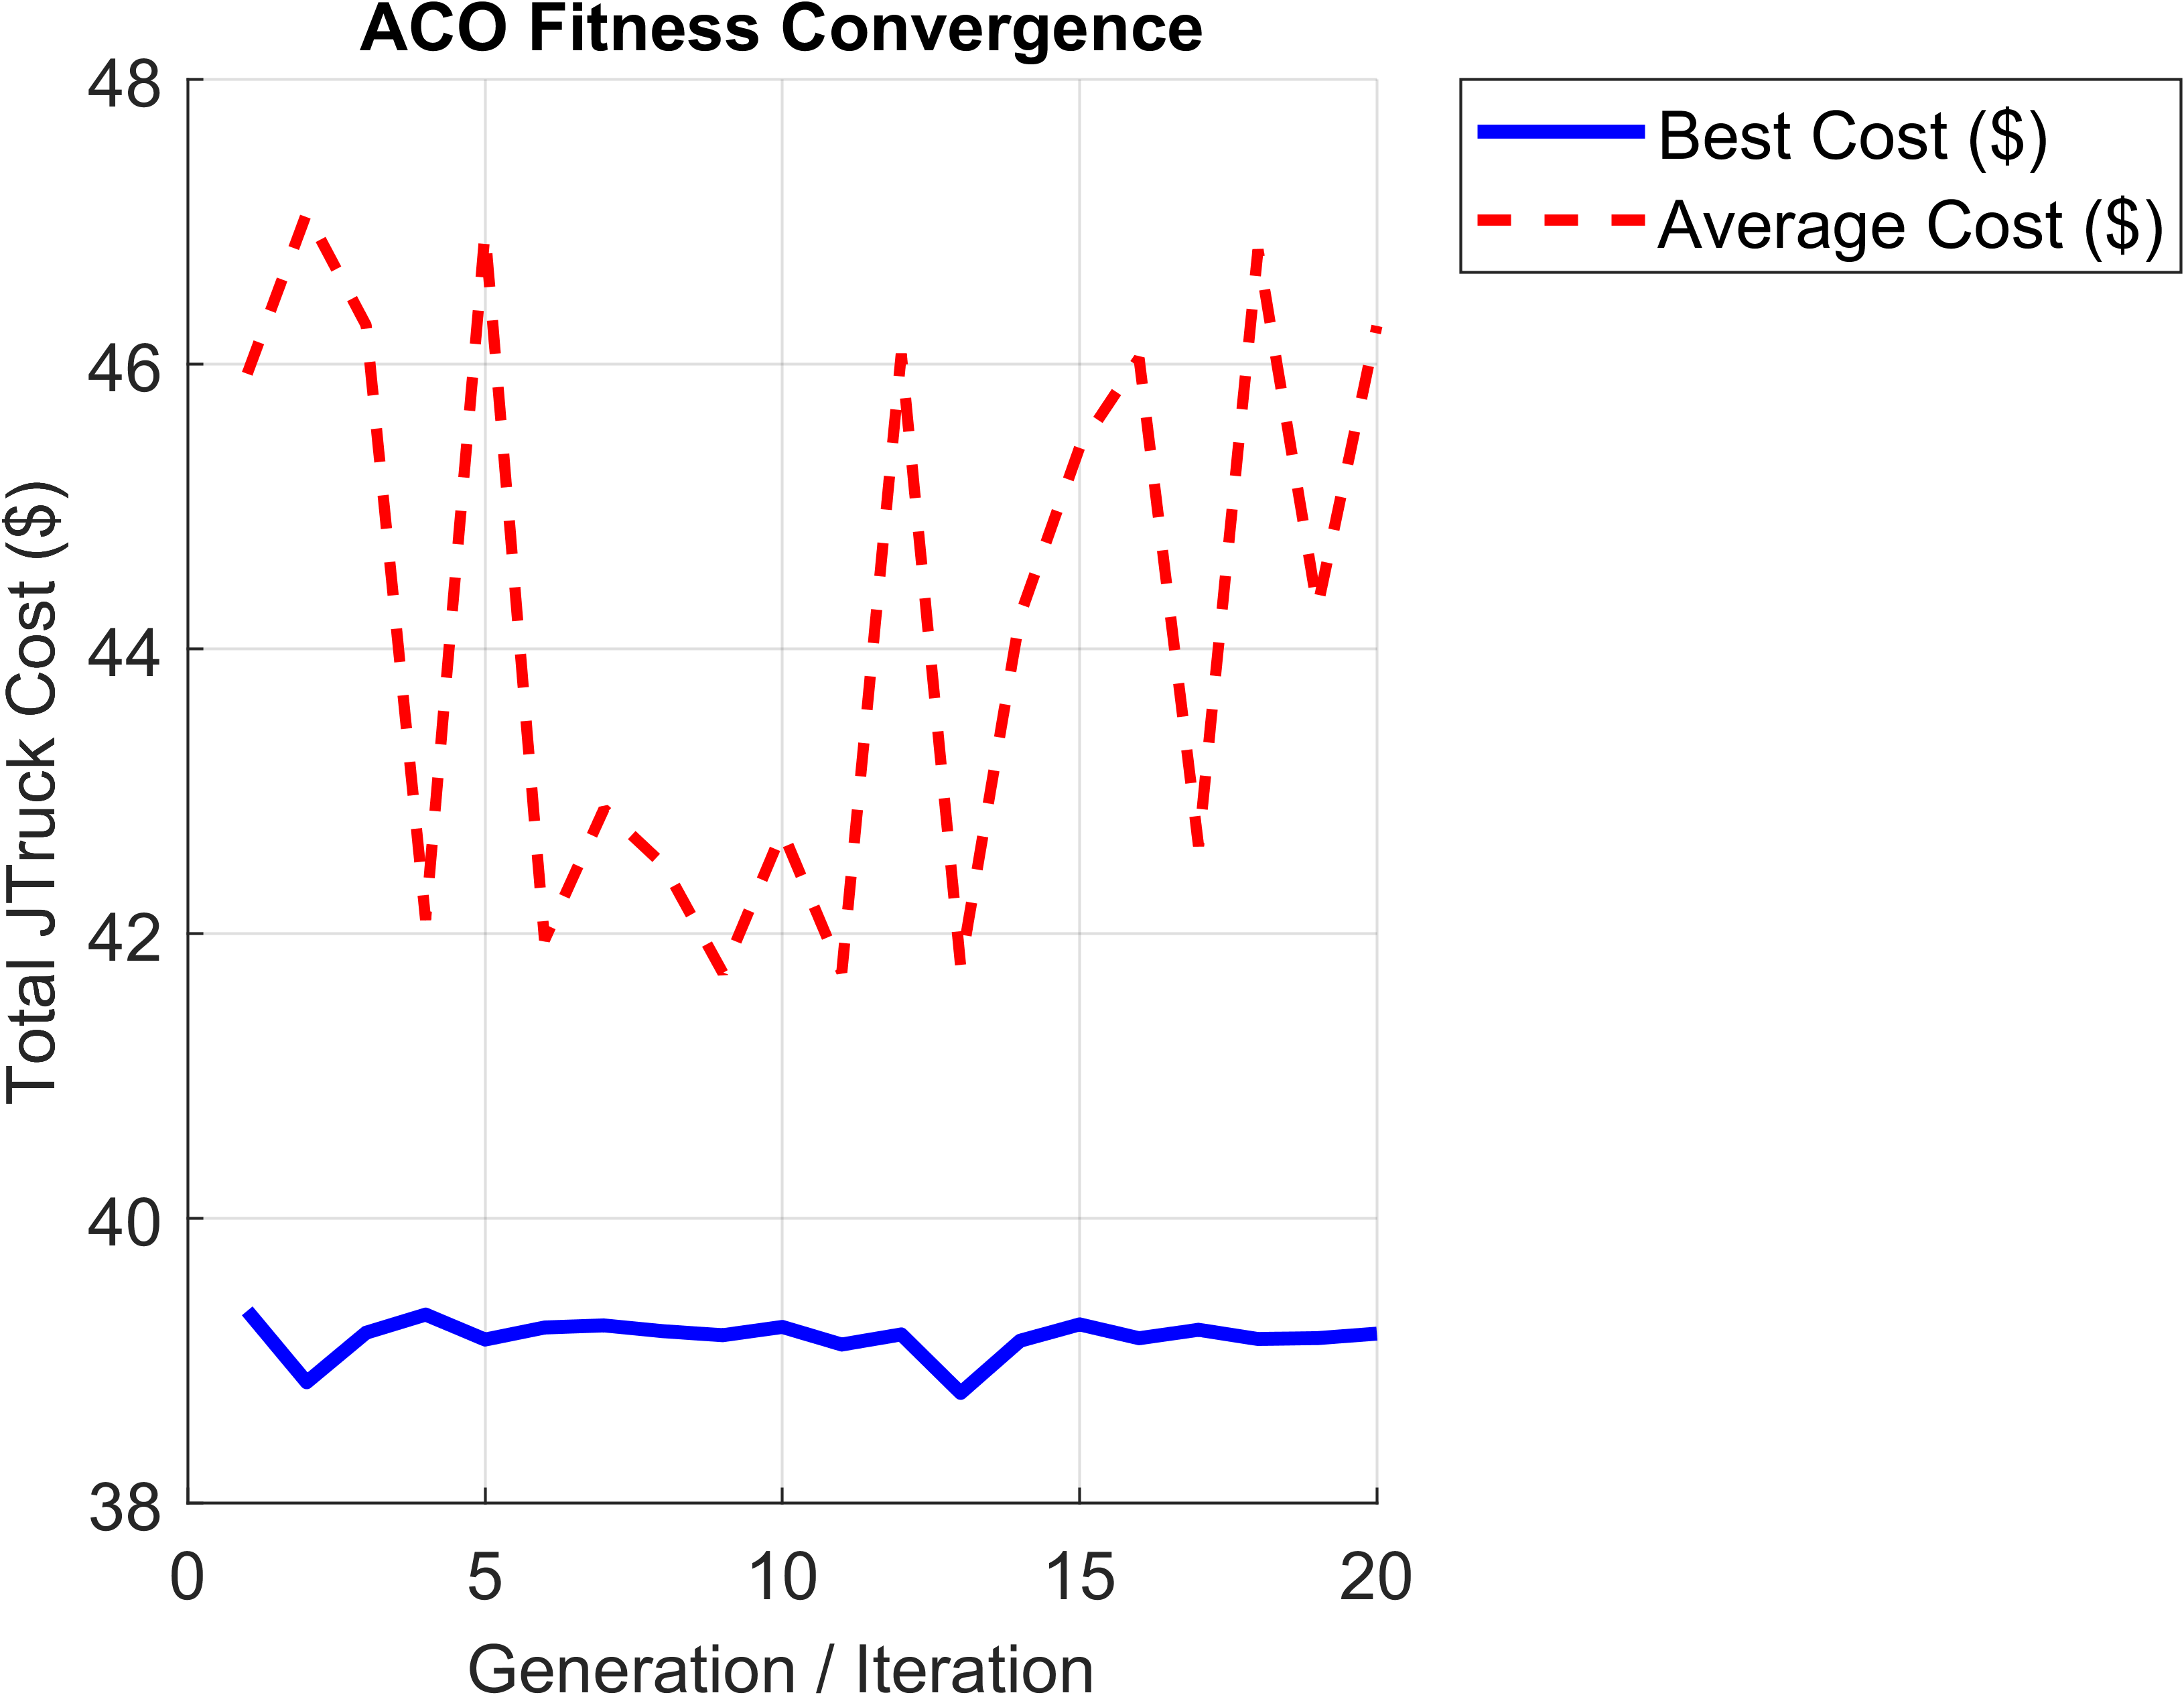 ACO Fitness Convergence
48
46
44
42
40
38
Total JTruck Cost ($)
0 5 10 15 20
Generation / Iteration
Best Cost ($)
Average Cost ($)